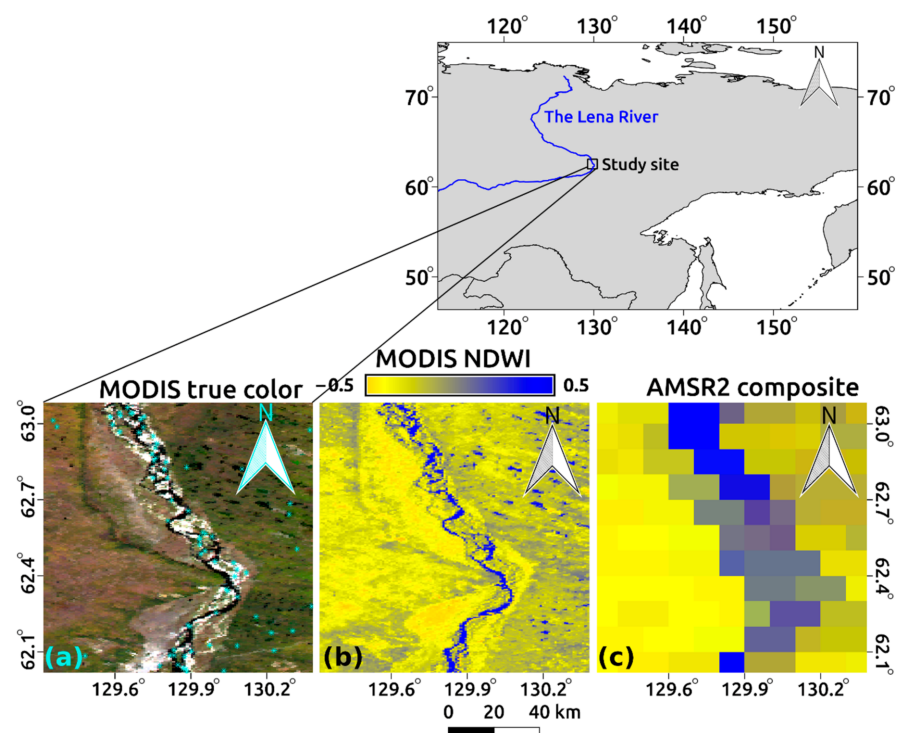 120° 130° 140° 150°
N
70° 70°
The Lena River
Study site
60° 60°
50° 50°
120° 130° 140° 150°
MODIS NDWI
MODIS true color −0.5 0.5 AMSR2 composite
N N N
63.0° 63.0°
62.7° 62.7°
62.4° 62.4°
62.1° 62.1°
(a) (b) (c)
129.6° 129.9° 130.2° 129.6° 129.9° 130.2° 129.6° 129.9° 130.2°
0 20 40 km